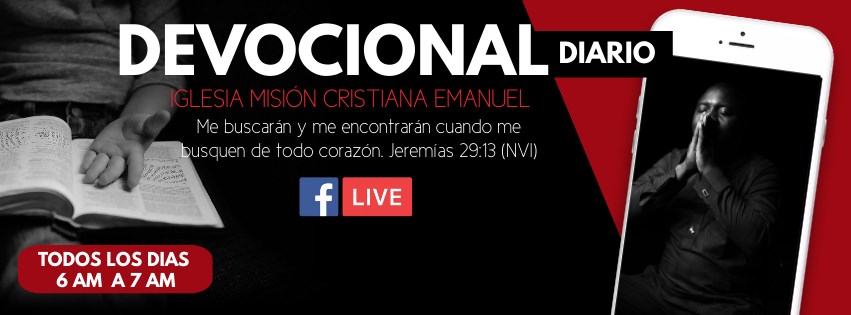 DEVOCIONAL DIARIO
IGLESIA MISIÓN CRISTIANA EMANUEL
Me buscarán y me encontrarán cuando me
busquen de todo corazón. Jeremías 29:13 (NVI)
f LIVE
TODOS LOS DIAS
6 AM A 7 AM